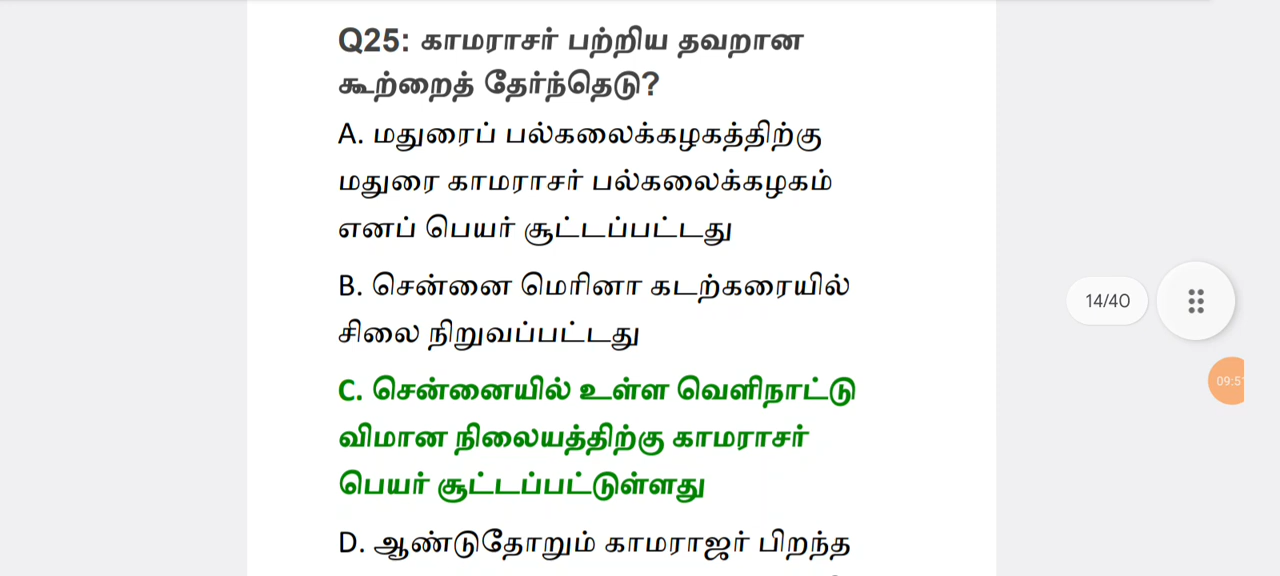 Q25: காமராசர் பற்றிய தவறான
கூற்றைத் தேர்ந்தெடு?
A. மதுரைப் பல்கலைக்கழகத்திற்கு
மதுரை காமராசர் பல்கலைக்கழகம்
எனப் பெயர் சூட்டப்பட்டது
B. சென்னை மெரினா கடற்கரையில்
சிலை நிறுவப்பட்டது
C. சென்னையில் உள்ள வெளிநாட்டு
விமான நிலையத்திற்கு காமராசர்
பெயர் சூட்டப்பட்டுள்ளது
D. ஆண்டுதோறும் காமராஜர் பிறந்த
14/40